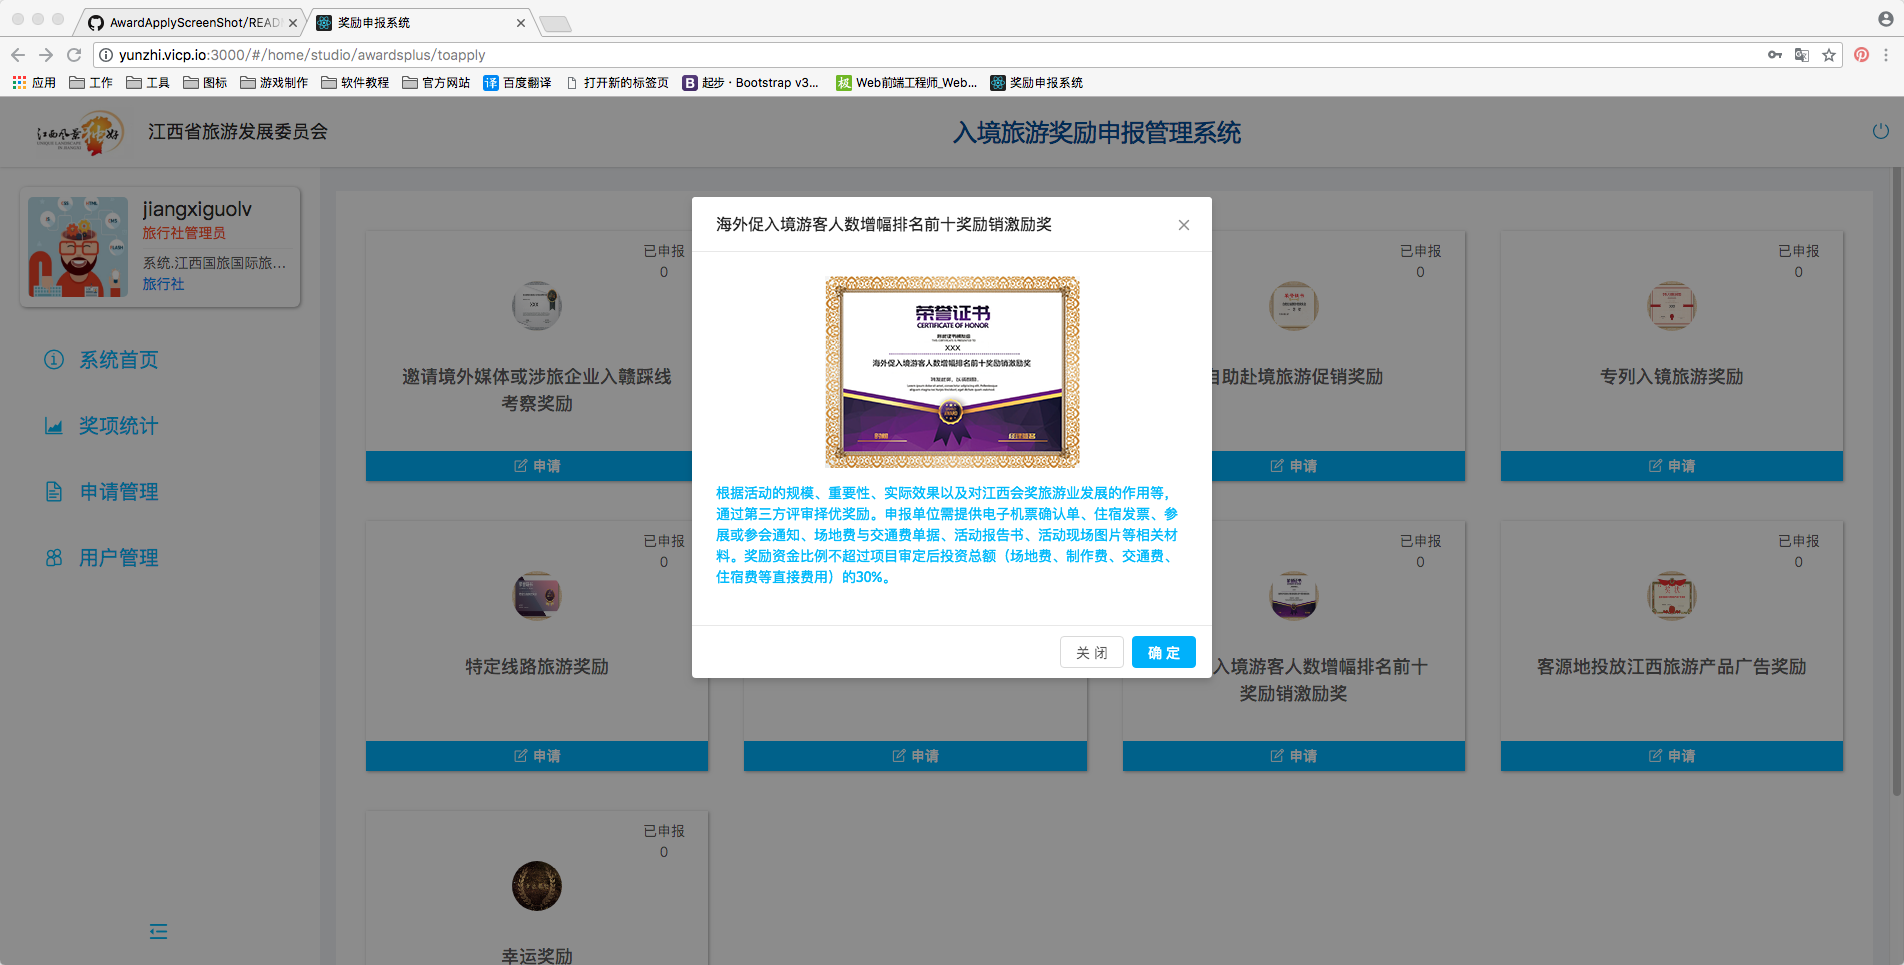 AwardApplyScreenShot/READ
奖励申报系统
yunzhi.vicp.io:3000/#/home/studio/awardsplus/toapply
应用 工作 工具 图标 游戏制作 软件教程 官方网站 译 百度翻译 打开新的标签页 B 起步 · Bootstrap v3... 极 Web前端工程师_Web... 奖励申报系统
江西风景独好
江西省旅游发展委员会
入境旅游奖励申报管理系统
jiangxiguolv
旅行社管理员
系统.江西国旅国际旅...
旅行社
系统首页
奖项统计
申请管理
用户管理
已申报
0
邀请境外媒体或涉旅企业入赣踩线
考察奖励
申请
已申报
0
自助赴境旅游促销奖励
申请
已申报
0
专列入镜旅游奖励
申请
海外促入境游客人数增幅排名前十奖励销激励奖
荣誉证书
CERTIFICATE OF HONOR
XXX
海外促入境游客人数增幅排名前十奖励销激励奖
根据活动的规模、重要性、实际效果以及对江西会奖旅游业发展的作用等，
通过第三方评审择优奖励。申报单位需提供电子机票确认单、住宿发票、参
展或参会通知、场地费与交通费单据、活动报告书、活动现场图片等相关材
料。奖励资金比例不超过项目审定后投资总额（场地费、制作费、交通费、
住宿费等直接费用）的30%。
关 闭
确 定
已申报
0
特定线路旅游奖励
申请
申请
已申报
0
入境游客人数增幅排名前十
奖励销激励奖
申请
已申报
0
客源地投放江西旅游产品广告奖励
申请
已申报
0
幸运奖励